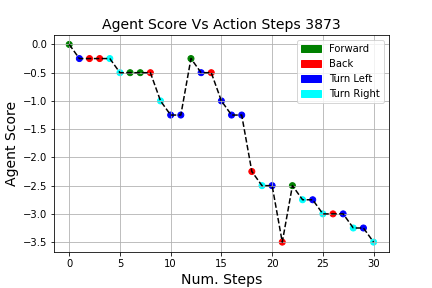 Agent Score Vs Action Steps 3873
Forward
Back
Turn Left
Turn Right
Agent Score
0.0
−0.5
−1.0
−1.5
−2.0
−2.5
−3.0
−3.5
0 5 10 15 20 25 30
Num. Steps